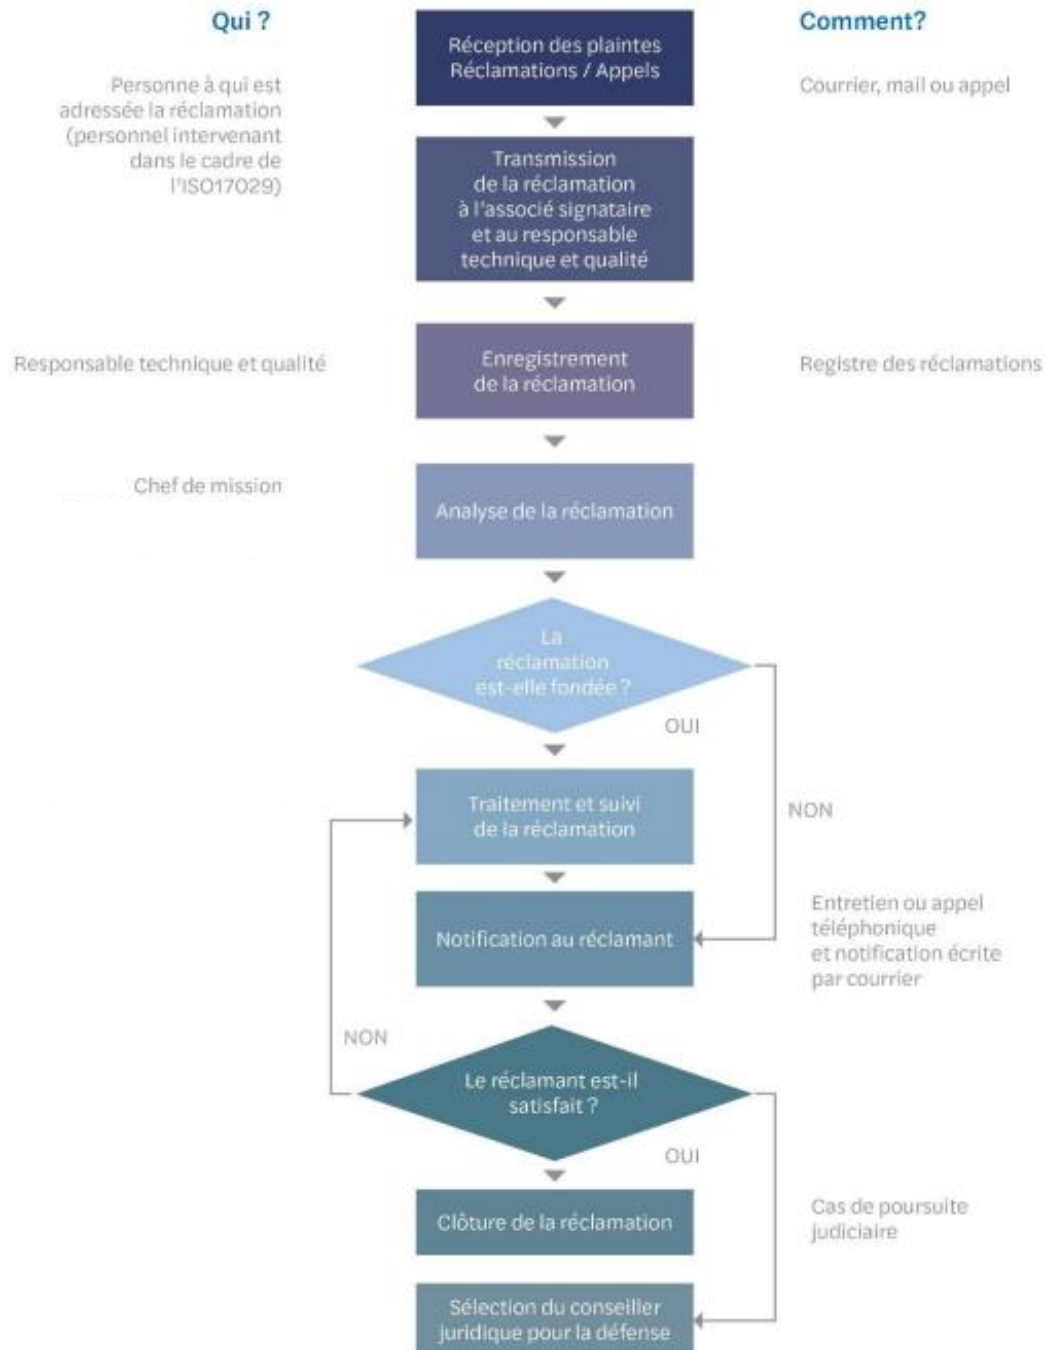 Qui ?
Comment?
Réception des plaintes
Réclamations / Appels
Personne à qui est
adressée la réclamation
(personnel intervenant
dans le cadre de
l'ISO17029)
Courrier, mail ou appel
Transmission
de la réclamation
à l'associé signataire
et au responsable
technique et qualité
Responsable technique et qualité
Enregistrement
de la réclamation
Registre des réclamations
Chef de mission
Analyse de la réclamation
La
réclamation
est-elle fondée ?
OUI
Traitement et suivi
de la réclamation
NON
Notification au réclamant
Entretien ou appel
téléphonique
et notification écrite
par courrier
NON
Le réclamant est-il
satisfait ?
OUI
Clôture de la réclamation
Cas de poursuite
judiciaire
Sélection du conseiller
juridique pour la défense